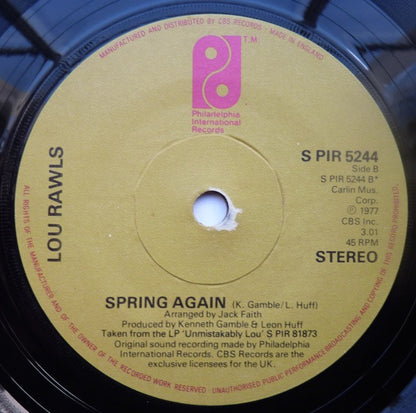 MANUFACTURED AND DISTRIBUTED BY CBS RECORDS · MADE IN ENGLAND
T.M.
Philadelphia
International
Records
LOU RAWLS
S PIR 5244
Side B
S PIR 5244 B*
Carlin Mus.
Corp.
℗ 1977
CBS Inc.
3.01
45 RPM
STEREO
SPRING AGAIN (K. Gamble/L. Huff)
Arranged by Jack Faith
Produced by Kenneth Gamble & Leon Huff
Taken from the LP 'Unmistakably Lou' S PIR 81873
Original sound recording made by Philadelphia
International Records. CBS Records are the
exclusive licensees for
the UK.
ALL RIGHTS OF THE MANUFACTURER AND OF THE OWNER OF THE RECORDED WORK RESERVED · UNAUTHORISED PUBLIC PERFORMANCE BROADCASTING AND COPYING OF THIS RECORD PROHIBITED.